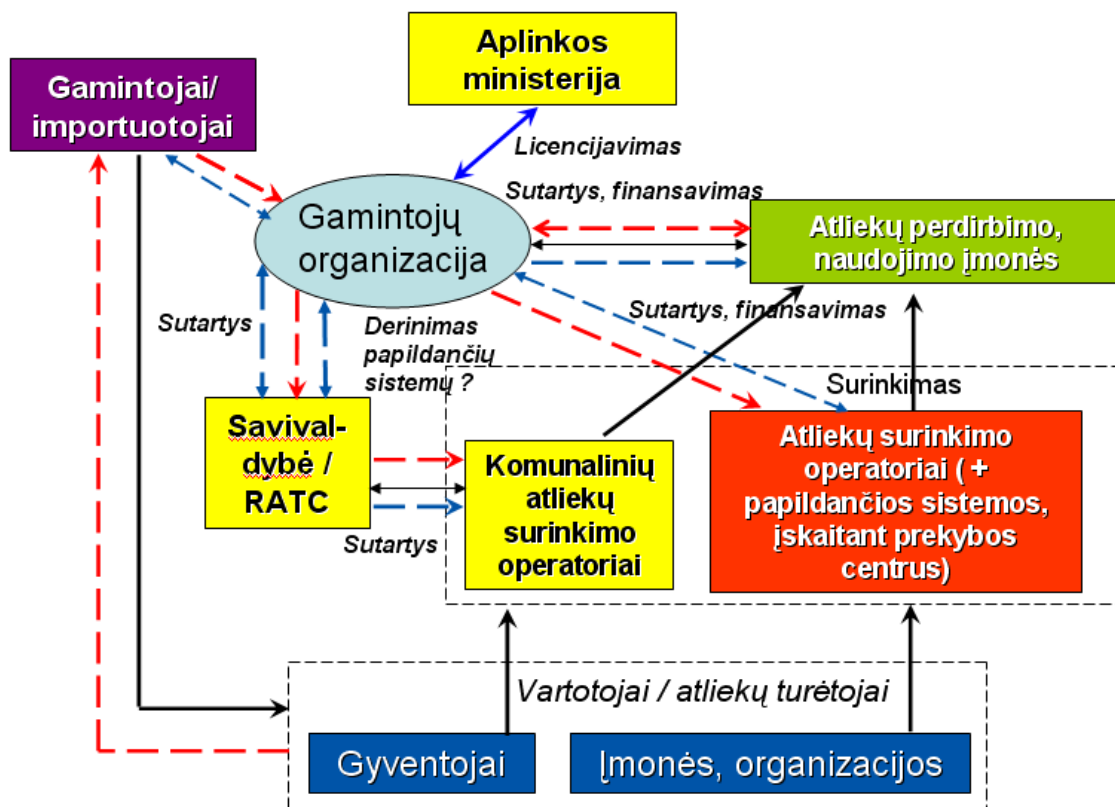 Aplinkos
ministerija
Gamintojai/
importuotojai
Licencijavimas
Sutartys, finansavimas
Gamintojų
organizacija
Atliekų perdirbimo,
naudojimo įmonės
Sutartys
Derinimas
papildančių
sistemų ?
Sutartys, finansavimas
Surinkimas
Savival-
dybė /
RATC
Komunalinių
atliekų
surinkimo
operatoriai
Atliekų surinkimo
operatoriai ( +
papildančios sistemos,
įskaitant prekybos
centrus)
Sutartys
Vartotojai / atliekų turėtojai
Gyventojai
Įmonės, organizacijos